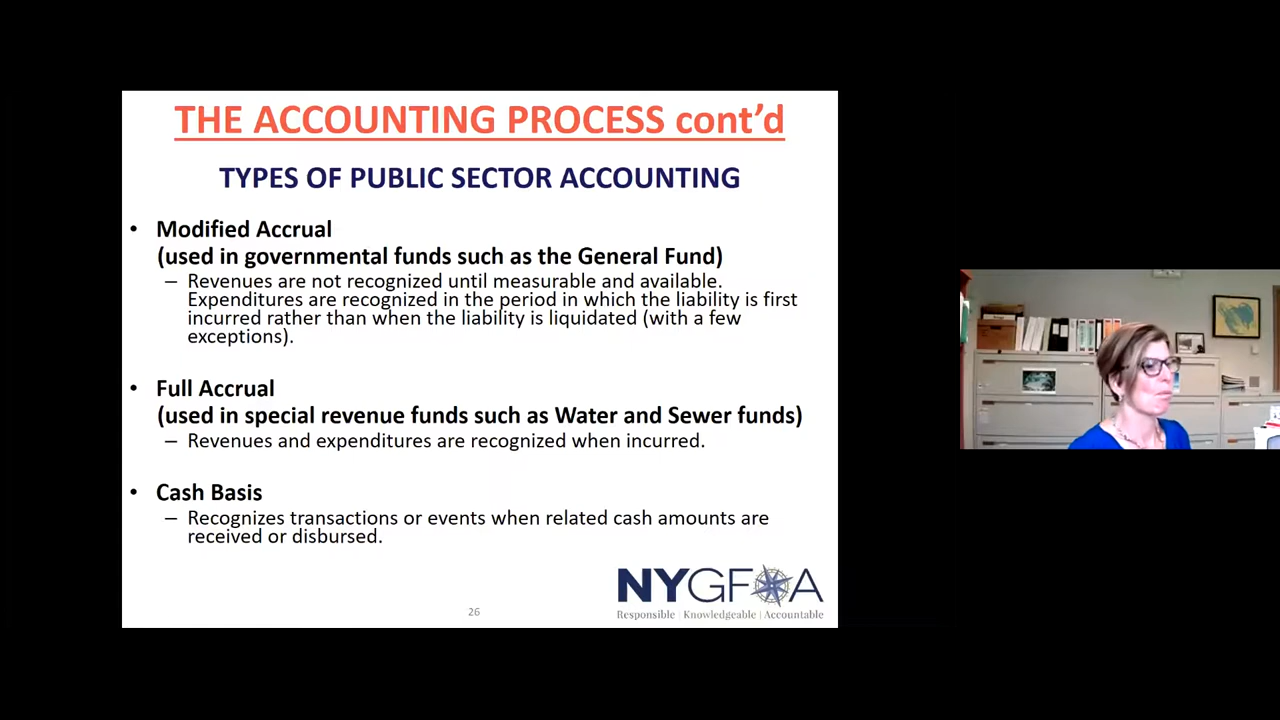 THE ACCOUNTING PROCESS cont’d
TYPES OF PUBLIC SECTOR ACCOUNTING
• Modified Accrual
(used in governmental funds such as the General Fund)
– Revenues are not recognized until measurable and available.
Expenditures are recognized in the period in which the liability is first
incurred rather than when the liability is liquidated (with a few
exceptions).
• Full Accrual
(used in special revenue funds such as Water and Sewer funds)
– Revenues and expenditures are recognized when incurred.
• Cash Basis
– Recognizes transactions or events when related cash amounts are
received or disbursed.
NYGFOA
Responsible | Knowledgeable | Accountable
26